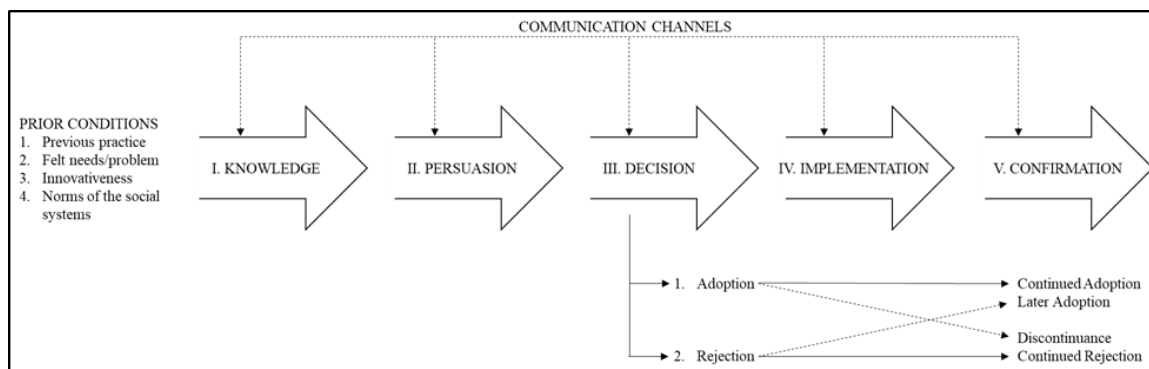 COMMUNICATION CHANNELS
PRIOR CONDITIONS
1. Previous practice
2. Felt needs/problem
3. Innovativeness
4. Norms of the social
systems
I. KNOWLEDGE
II. PERSUASION
III. DECISION
IV. IMPLEMENTATION
V. CONFIRMATION
1. Adoption
2. Rejection
Continued Adoption
Later Adoption
Discontinuance
Continued Rejection